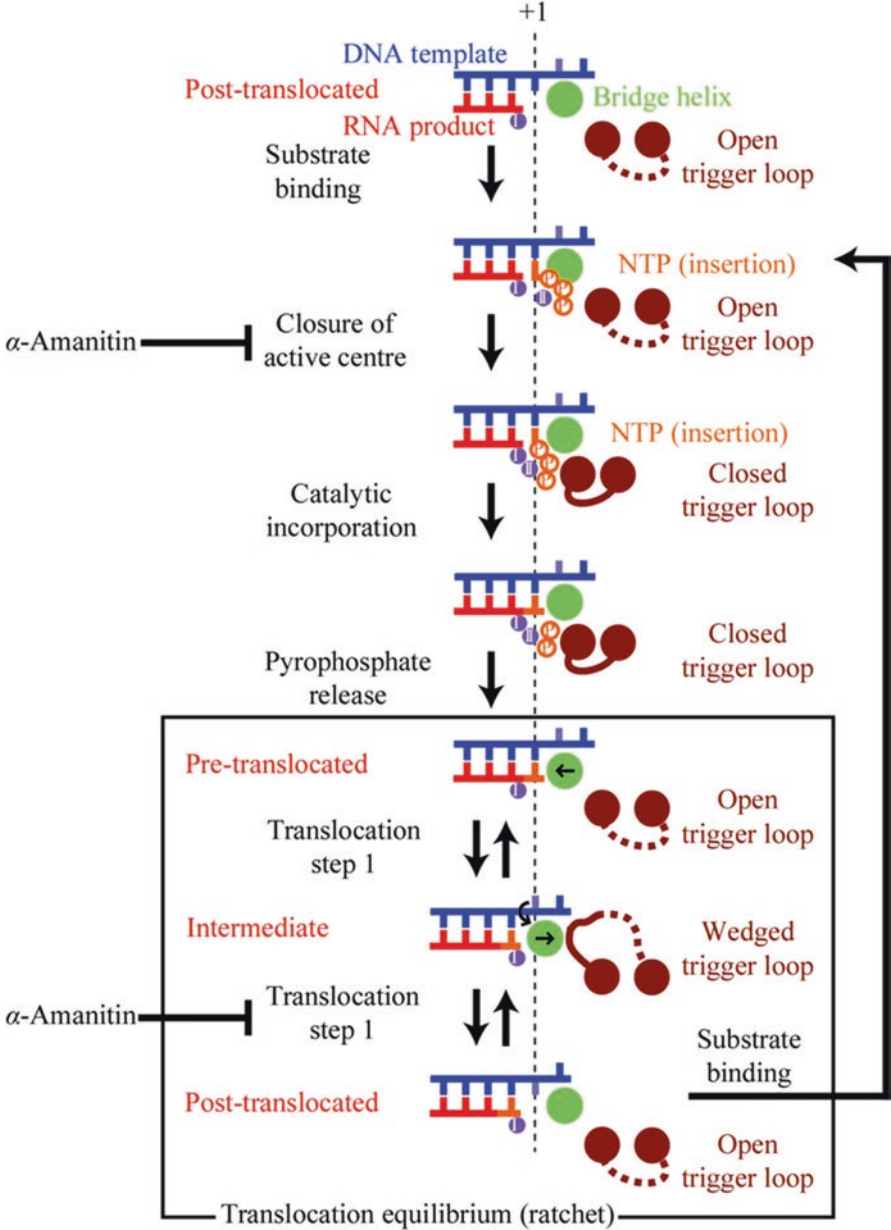 +1
DNA template
Post-translocated
Bridge helix
RNA product
Open
trigger loop
Substrate
binding
NTP (insertion)
Open
trigger loop
α-Amanitin
Closure of
active centre
NTP (insertion)
Closed
trigger loop
Catalytic
incorporation
Closed
trigger loop
Pyrophosphate
release
Pre-translocated
Open
trigger loop
Translocation
step 1
Intermediate
Wedged
trigger loop
α-Amanitin
Translocation
step 1
Substrate
binding
Post-translocated
Open
trigger loop
Translocation equilibrium (ratchet)